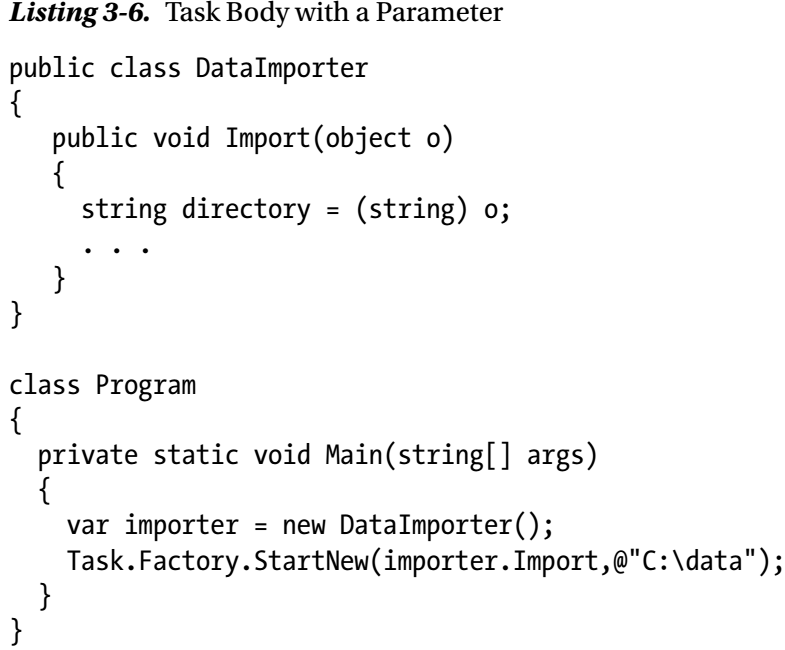 Listing 3-6. Task Body with a Parameter
public class DataImporter
{
   public void Import(object o)
   {
     string directory = (string) o;
     . . .
   }
}

class Program
{
  private static void Main(string[] args)
  {
    var importer = new DataImporter();
    Task.Factory.StartNew(importer.Import,@"C:\data");
  }
}